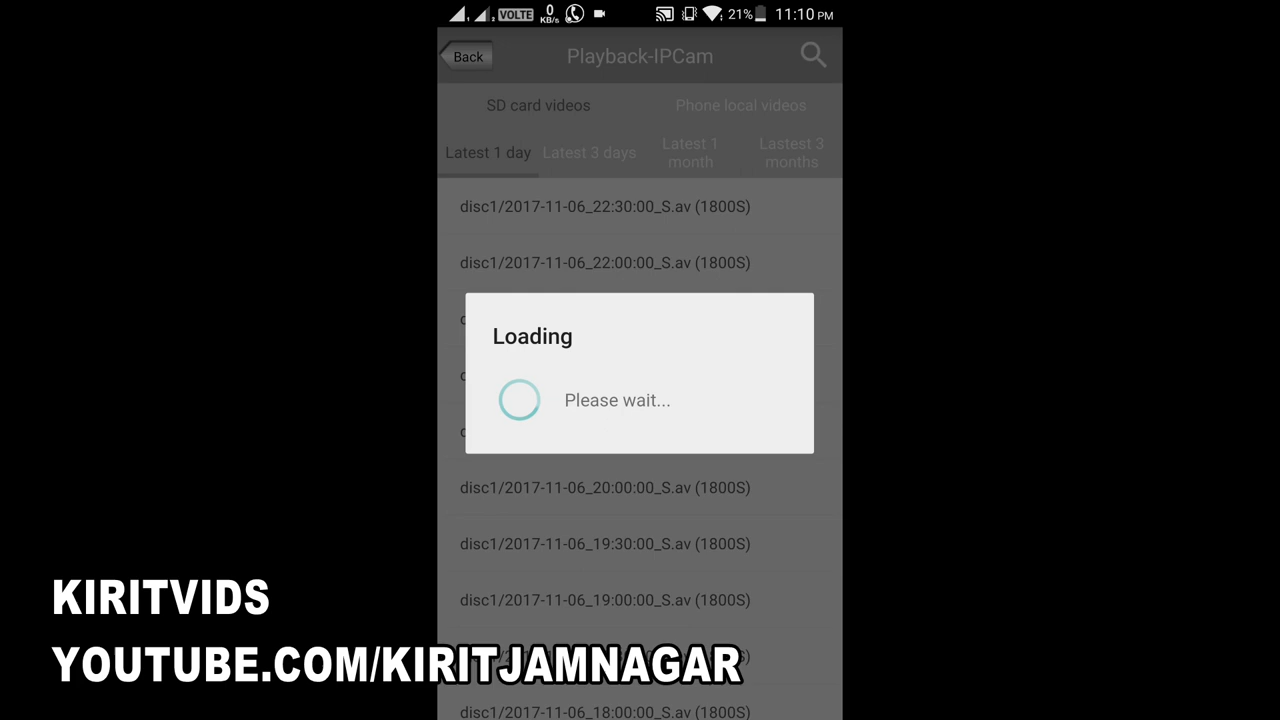 VOLTE 0 KB/s 21% 11:10 PM
Back Playback-IPCam
SD card videos Phone local videos
Latest 1 day Latest 3 days Latest 1 month Lastest 3 months
disc1/2017-11-06_22:30:00_S.av (1800S)
disc1/2017-11-06_22:00:00_S.av (1800S)
Loading
Please wait...
disc1/2017-11-06_20:00:00_S.av (1800S)
disc1/2017-11-06_19:30:00_S.av (1800S)
disc1/2017-11-06_19:00:00_S.av (1800S)
KIRITVIDS
YOUTUBE.COM/KIRITJAMNAGAR
disc1/2017-11-06_18:00:00_S.av (1800S)